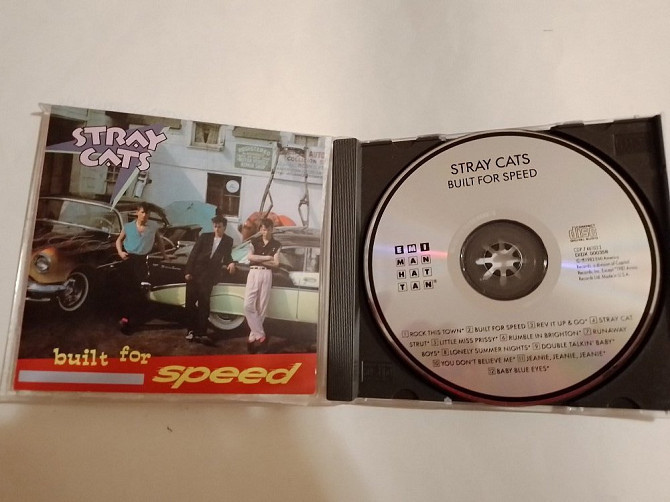 STRAY
CATS
built for
speed
STRAY CATS
BUILT FOR SPEED
EMI
MAN
HAT
TAN
1 ROCK THIS TOWN* 2 BUILT FOR SPEED 3 REV IT UP & GO* 4 STRAY CAT
STRUT* 5 LITTLE MISS PRISSY* 6 RUMBLE IN BRIGHTON* 7 RUNAWAY
BOYS* 8 LONELY SUMMER NIGHTS* 9 DOUBLE TALKIN' BABY*
10 YOU DON'T BELIEVE ME* 11 JEANIE, JEANIE, JEANIE*
12 BABY BLUE EYES*